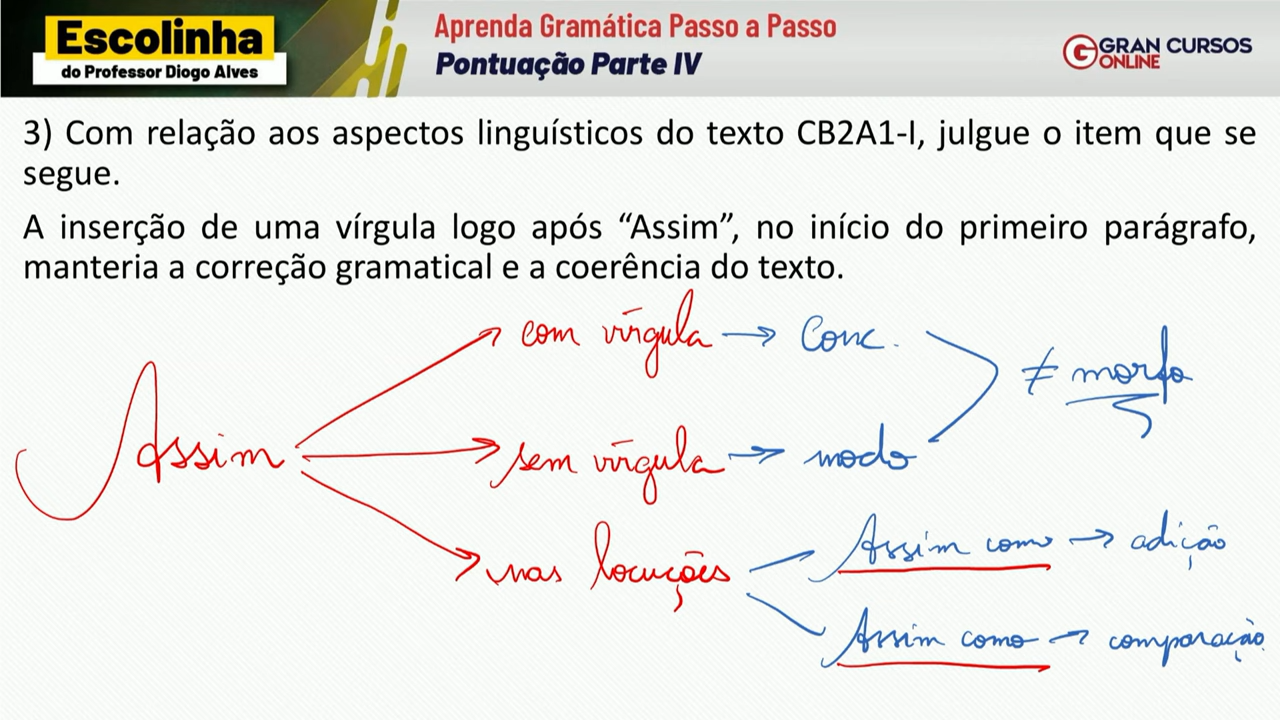 Escolinha
do Professor Diogo Alves
Aprenda Gramática Passo a Passo
Pontuação Parte IV
GRAN CURSOS
ONLINE
3) Com relação aos aspectos linguísticos do texto CB2A1-I, julgue o item que se
segue.
A inserção de uma vírgula logo após “Assim”, no início do primeiro parágrafo,
manteria a correção gramatical e a coerência do texto.
com vírgula → Conc.
≠ morfo
Assim
sem vírgula → modo
Assim como → adição
nas locuções
Assim como → comparação